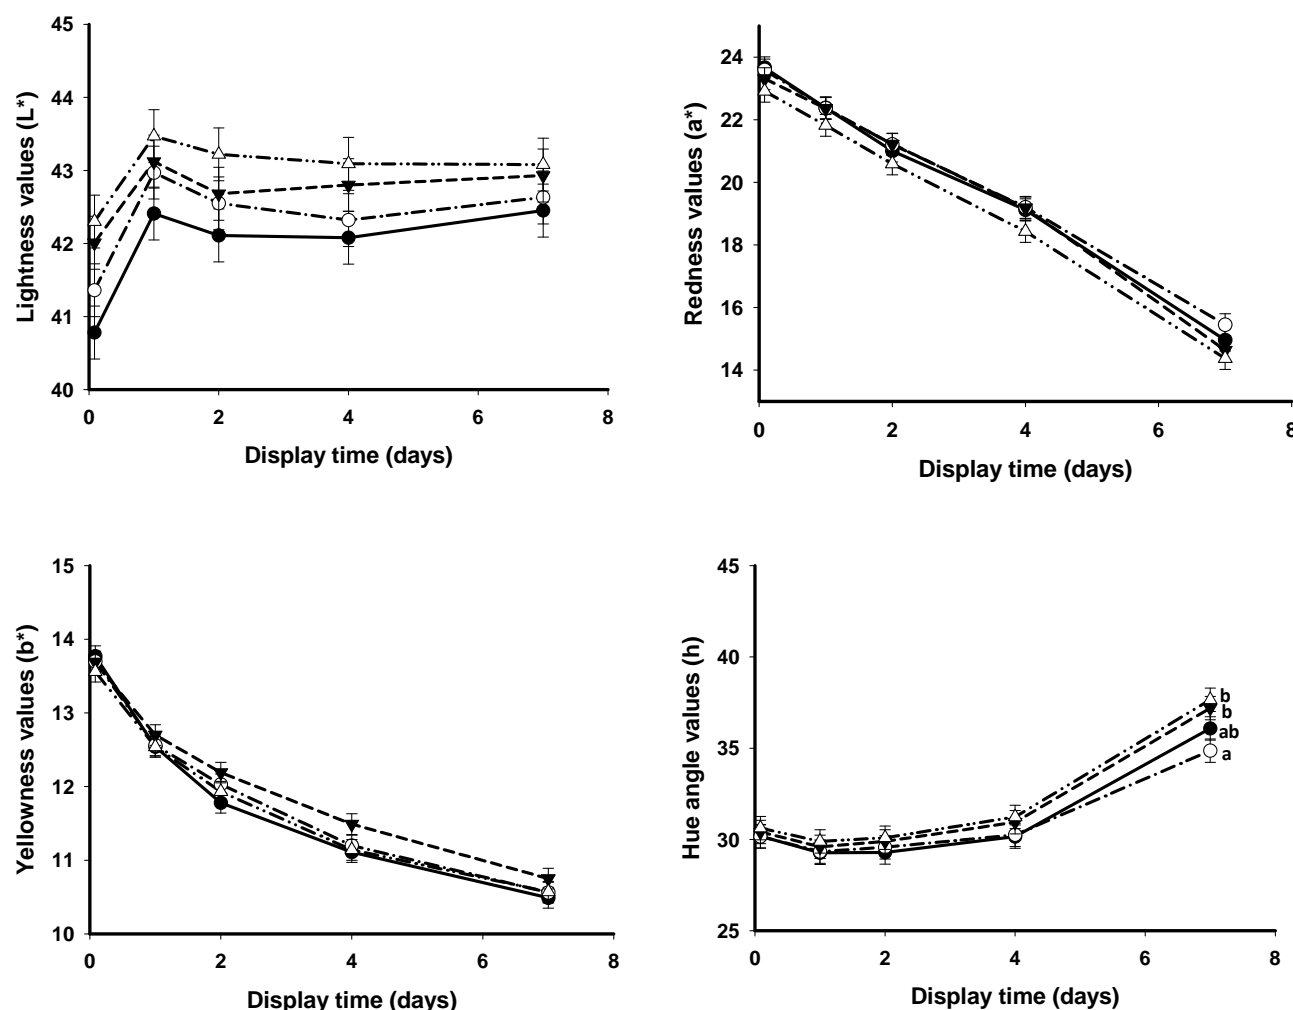 45
44
43
42
41
40
Lightness values (L*)
0 2 4 6 8
Display time (days)
24
22
20
18
16
14
Redness values (a*)
0 2 4 6 8
Display time (days)
15
14
13
12
11
10
Yellowness values (b*)
0 2 4 6 8
Display time (days)
45
40
35
30
25
Hue angle values (h)
b
b
ab
a
0 2 4 6 8
Display time (days)